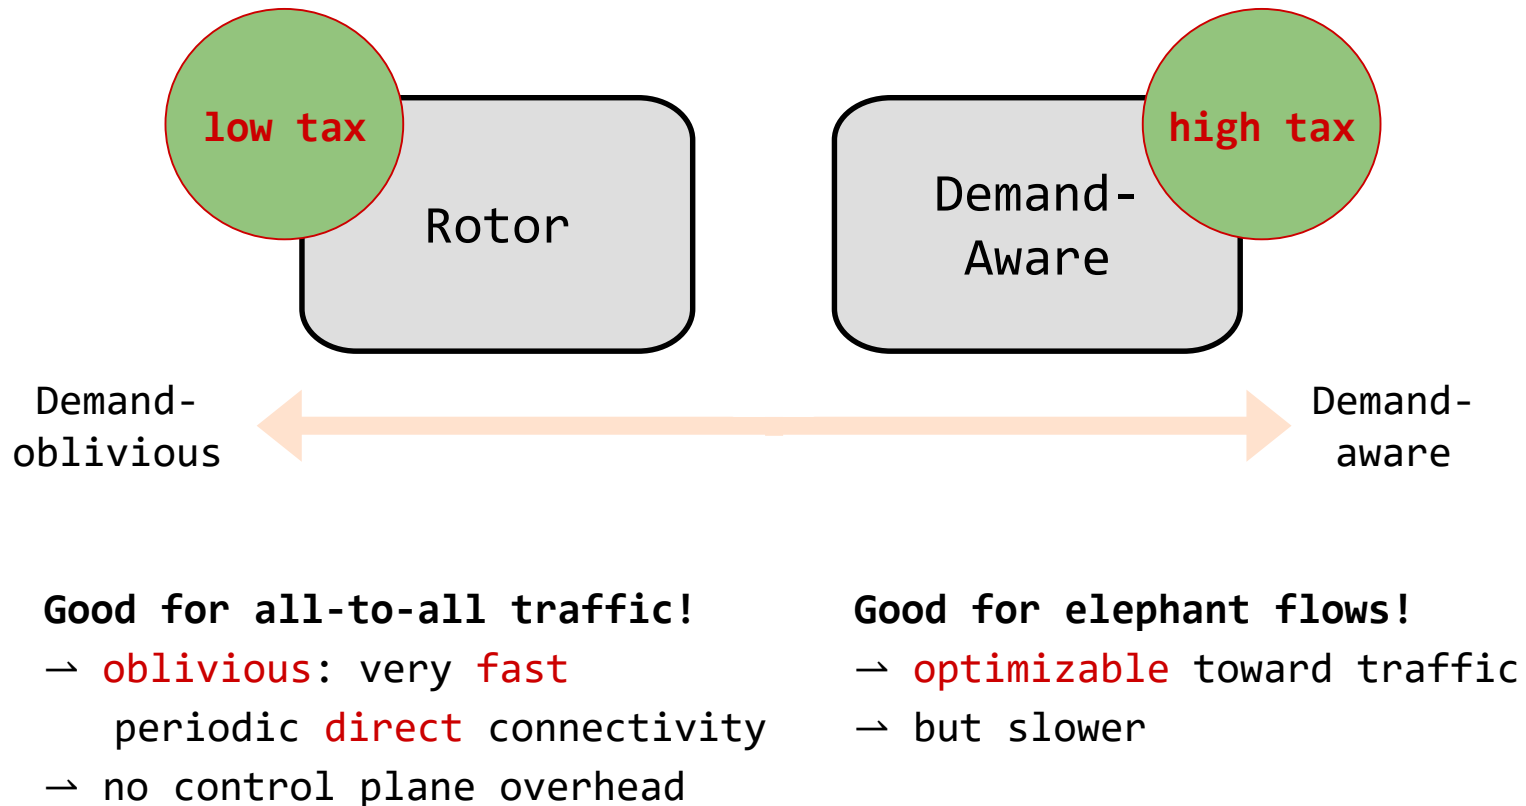 low tax
high tax
Rotor
Demand-
Aware
Demand-
oblivious
Demand-
aware
Good for all-to-all traffic!
→ oblivious: very fast
periodic direct connectivity
→ no control plane overhead
Good for elephant flows!
→ optimizable toward traffic
→ but slower